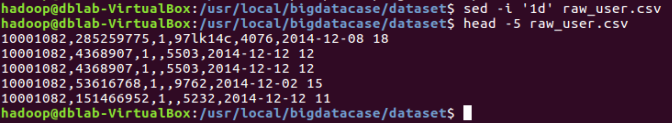 hadoop@dblab-VirtualBox:/usr/local/bigdatacase/dataset$ sed -i '1d' raw_user.csv
hadoop@dblab-VirtualBox:/usr/local/bigdatacase/dataset$ head -5 raw_user.csv
10001082,285259775,1,97lk14c,4076,2014-12-08 18
10001082,4368907,1,,5503,2014-12-12 12
10001082,4368907,1,,5503,2014-12-12 12
10001082,53616768,1,,9762,2014-12-02 15
10001082,151466952,1,,5232,2014-12-12 11
hadoop@dblab-VirtualBox:/usr/local/bigdatacase/dataset$